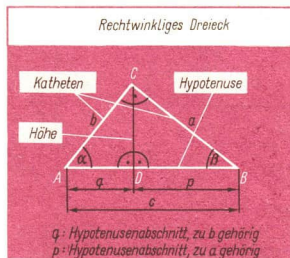 Rechtwinkliges Dreieck
C
Katheten
Hypotenuse
b
a
Höhe
α
β
A
D
B
q
p
c
q: Hypotenusenabschnitt, zu b gehörig
p: Hypotenusenabschnitt, zu a gehörig